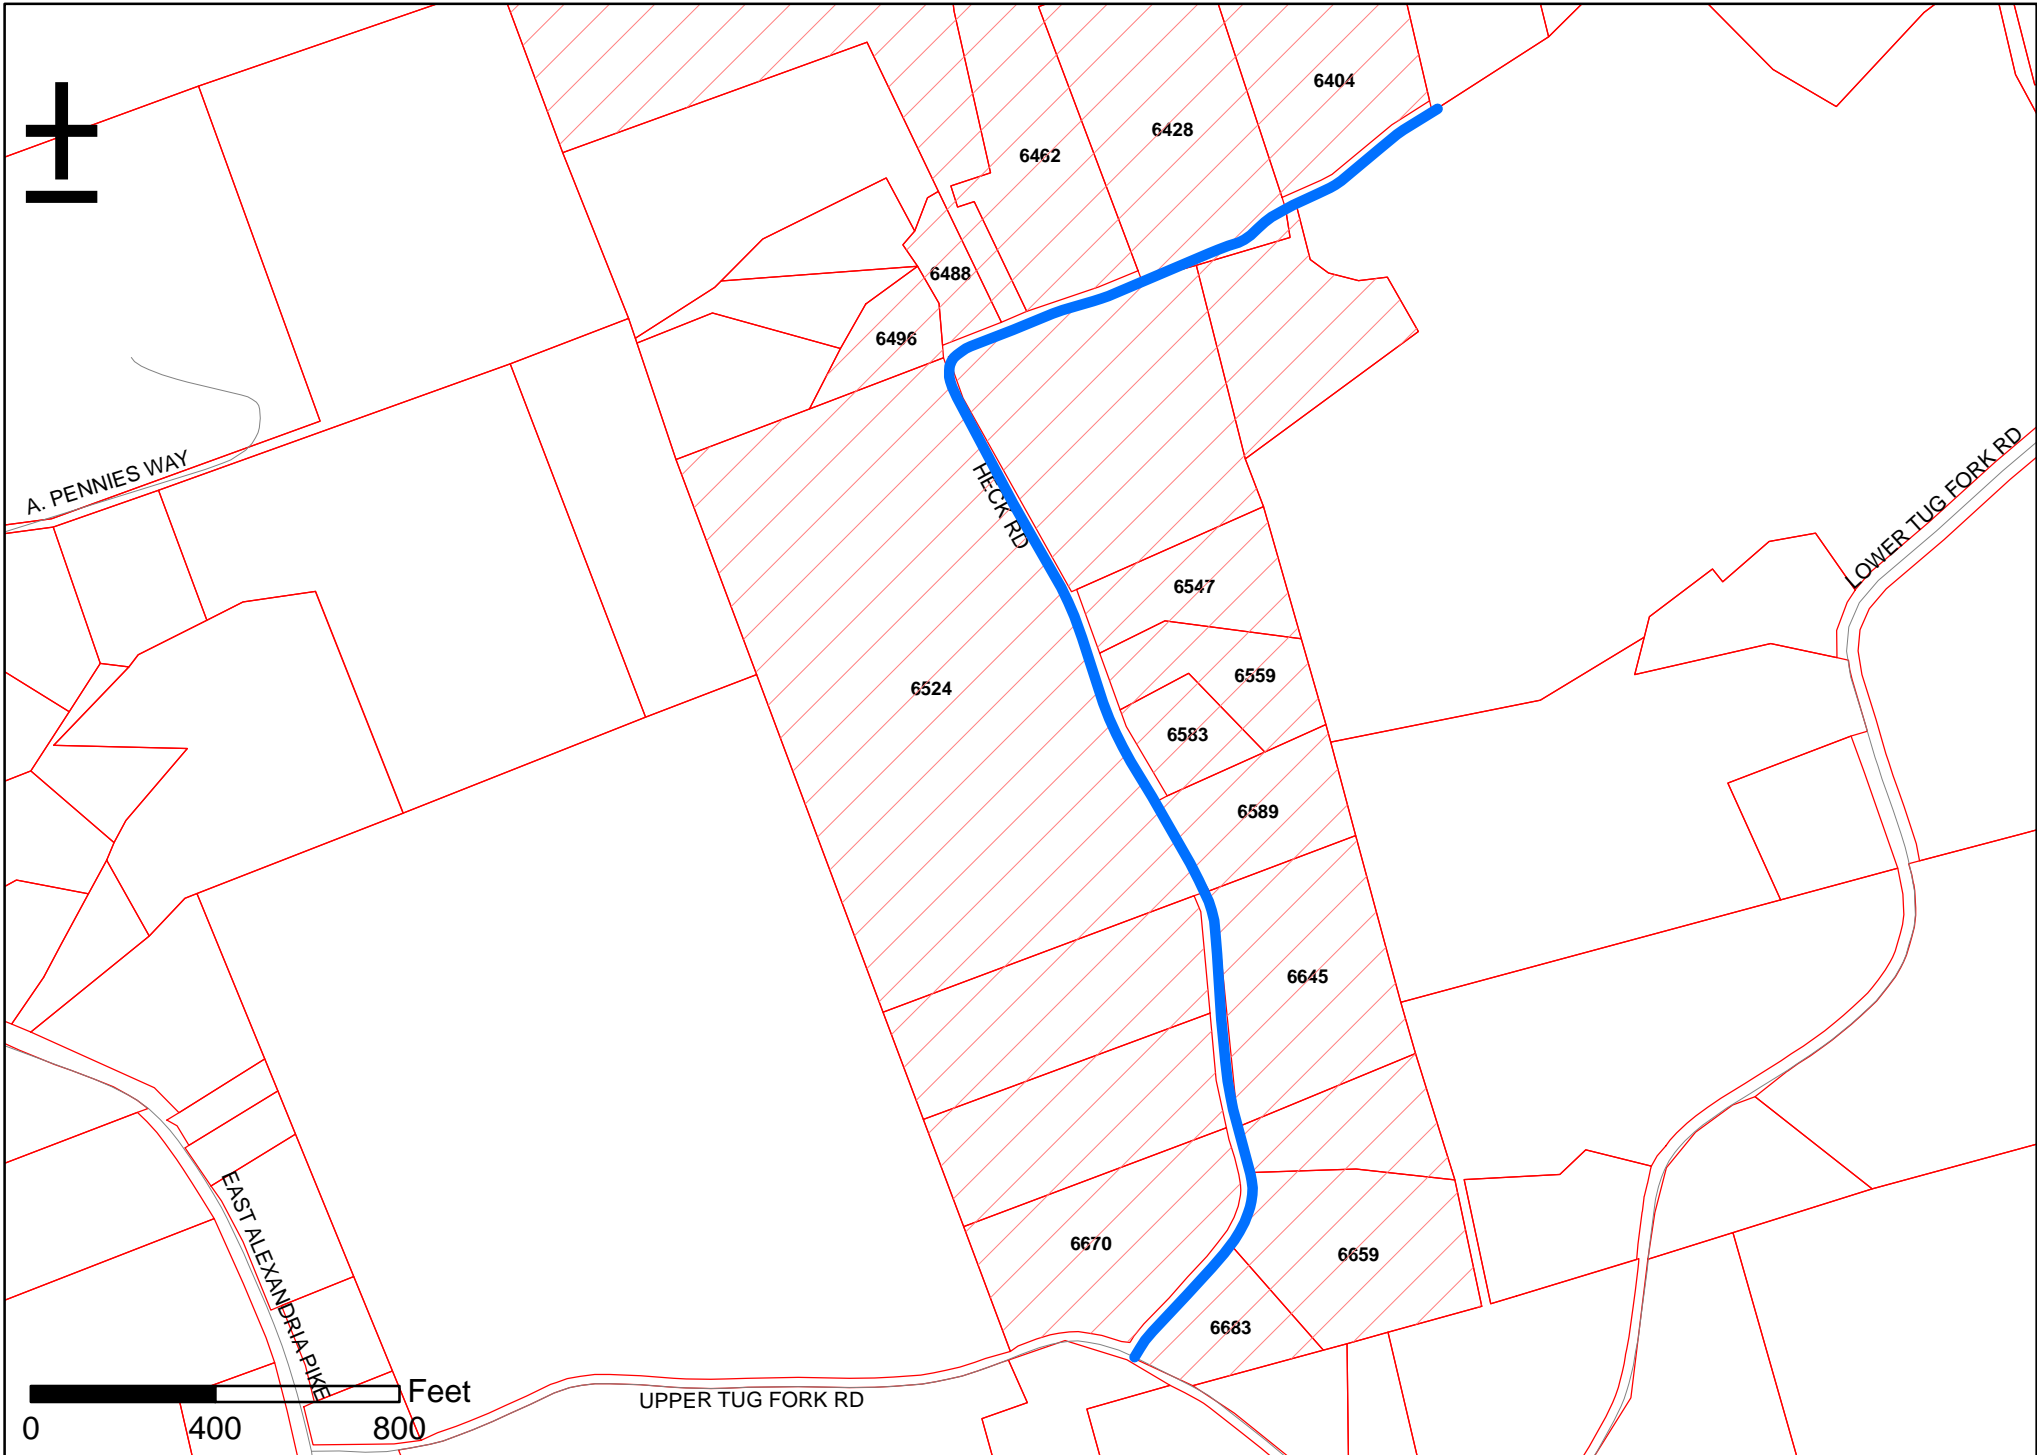 6404
6428
6462
6488
6496
A. PENNIES WAY
HECK RD
LOWER TUG FORK RD
6547
6559
6524
6583
6589
6645
EAST ALEXANDRIA PIKE
6670
6659
6683
UPPER TUG FORK RD
Feet
0 400 800